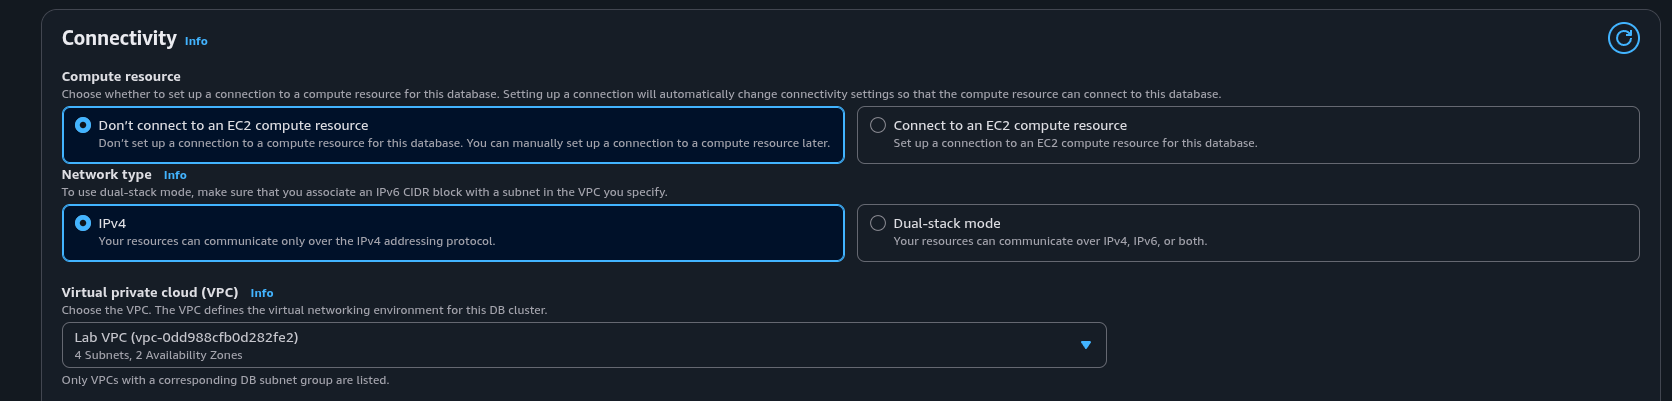 Connectivity Info
Compute resource
Choose whether to set up a connection to a compute resource for this database. Setting up a connection will automatically change connectivity settings so that the compute resource can connect to this database.
Don't connect to an EC2 compute resource
Don't set up a connection to a compute resource for this database. You can manually set up a connection to a compute resource later.
Connect to an EC2 compute resource
Set up a connection to an EC2 compute resource for this database.
Network type Info
To use dual-stack mode, make sure that you associate an IPv6 CIDR block with a subnet in the VPC you specify.
IPv4
Your resources can communicate only over the IPv4 addressing protocol.
Dual-stack mode
Your resources can communicate over IPv4, IPv6, or both.
Virtual private cloud (VPC) Info
Choose the VPC. The VPC defines the virtual networking environment for this DB cluster.
Lab VPC (vpc-0dd988cfb0d282fe2)
4 Subnets, 2 Availability Zones
Only VPCs with a corresponding DB subnet group are listed.